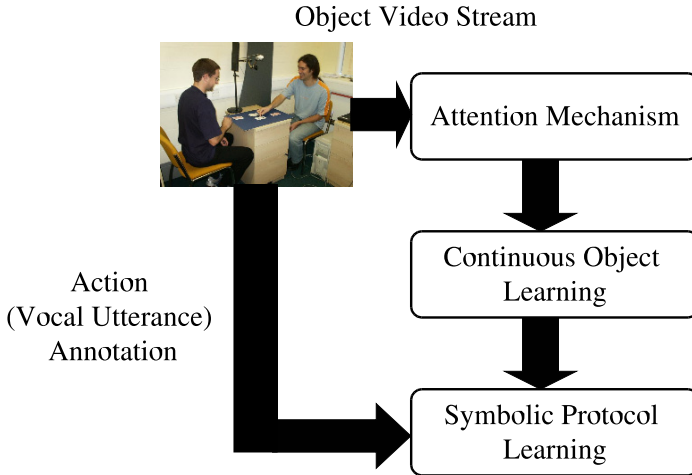 Object Video Stream
Attention Mechanism
Continuous Object
Learning
Action
(Vocal Utterance)
Annotation
Symbolic Protocol
Learning